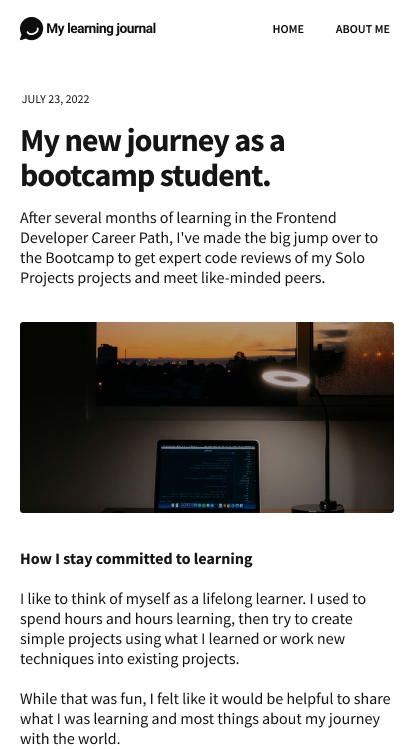 My learning journal
HOME
ABOUT ME
JULY 23, 2022
My new journey as a
bootcamp student.
After several months of learning in the Frontend
Developer Career Path, I've made the big jump over to
the Bootcamp to get expert code reviews of my Solo
Projects projects and meet like-minded peers.
How I stay committed to learning
I like to think of myself as a lifelong learner. I used to
spend hours and hours learning, then try to create
simple projects using what I learned or work new
techniques into existing projects.
While that was fun, I felt like it would be helpful to share
what I was learning and most things about my journey
with the world.